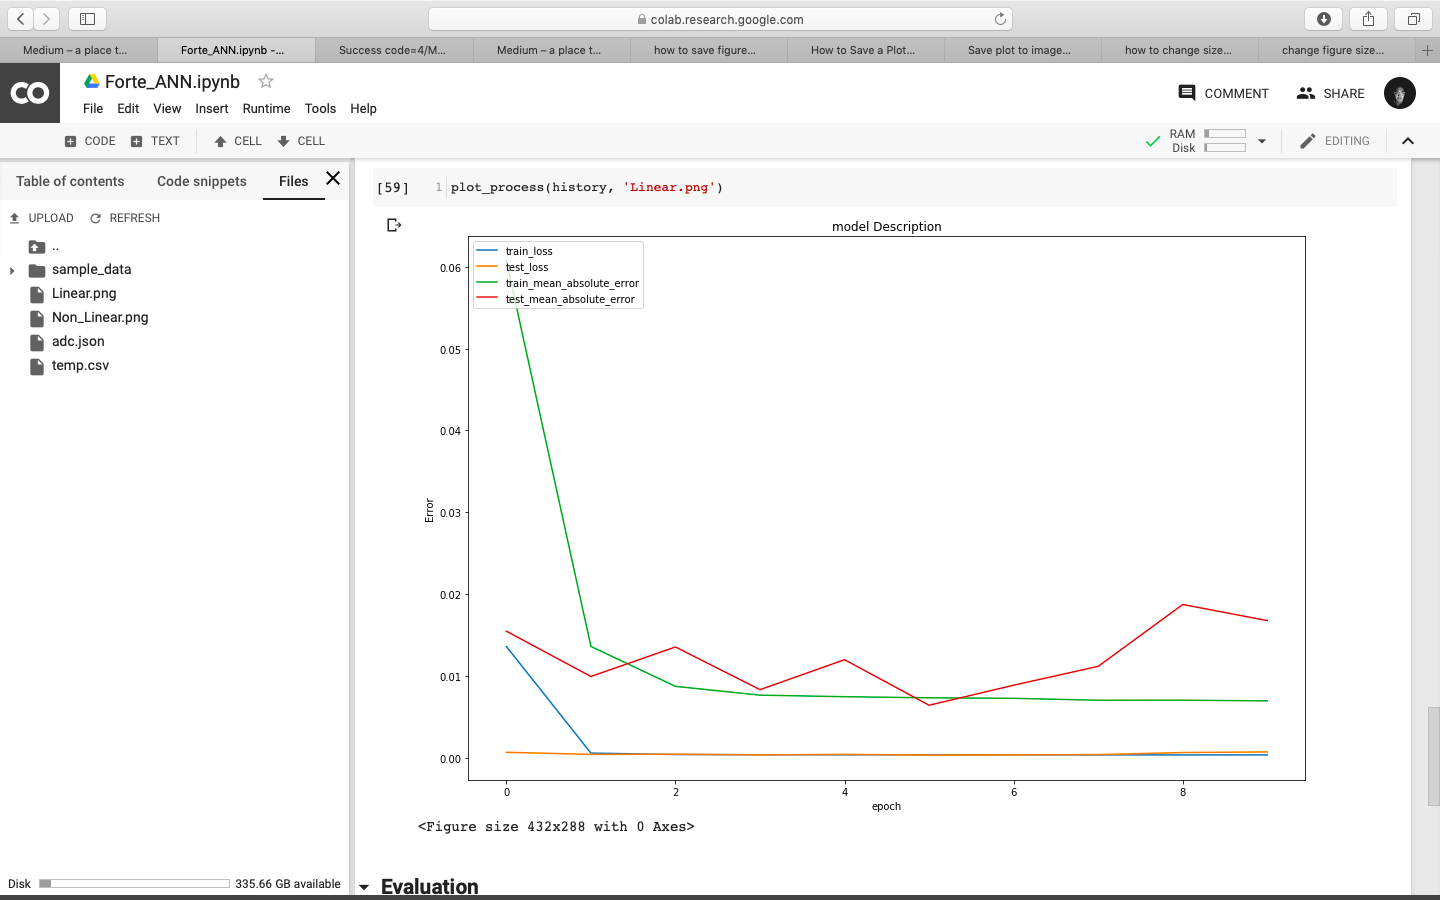 colab.research.google.com
Medium – a place t...
Forte_ANN.ipynb -...
Success code=4/M...
Medium – a place t...
how to save figure...
How to Save a Plot...
Save plot to image...
how to change size...
change figure size...
CO
Forte_ANN.ipynb
COMMENT
SHARE
File Edit View Insert Runtime Tools Help
CODE TEXT CELL CELL
RAM
Disk
EDITING
Table of contents Code snippets Files
UPLOAD REFRESH
..
sample_data
Linear.png
Non_Linear.png
adc.json
temp.csv
Disk 335.66 GB available
[59] 1 plot_process(history, 'Linear.png')
model Description
train_loss
test_loss
train_mean_absolute_error
test_mean_absolute_error
0.06
0.05
0.04
0.03
0.02
0.01
0.00
Error
0 2 4 6 8
epoch
<Figure size 432x288 with 0 Axes>
Evaluation